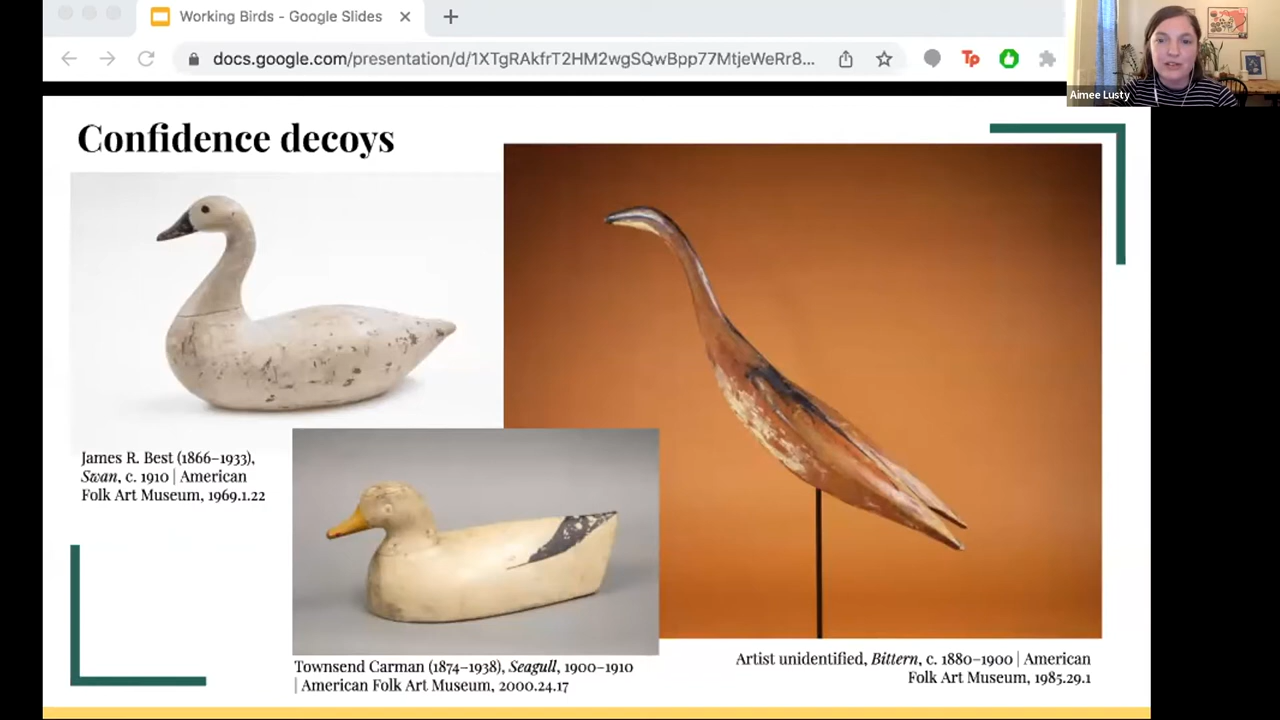 Working Birds - Google Slides
docs.google.com/presentation/d/1XTgRAkfrT2HM2wgSQwBpp77MtjeWeRr8...
Tp
Aimee Lusty
Confidence decoys
James R. Best (1866–1933),
Swan, c. 1910 | American
Folk Art Museum, 1969.1.22
Townsend Carman (1874–1938), Seagull, 1900–1910
| American Folk Art Museum, 2000.24.17
Artist unidentified, Bittern, c. 1880–1900 | American
Folk Art Museum, 1985.29.1